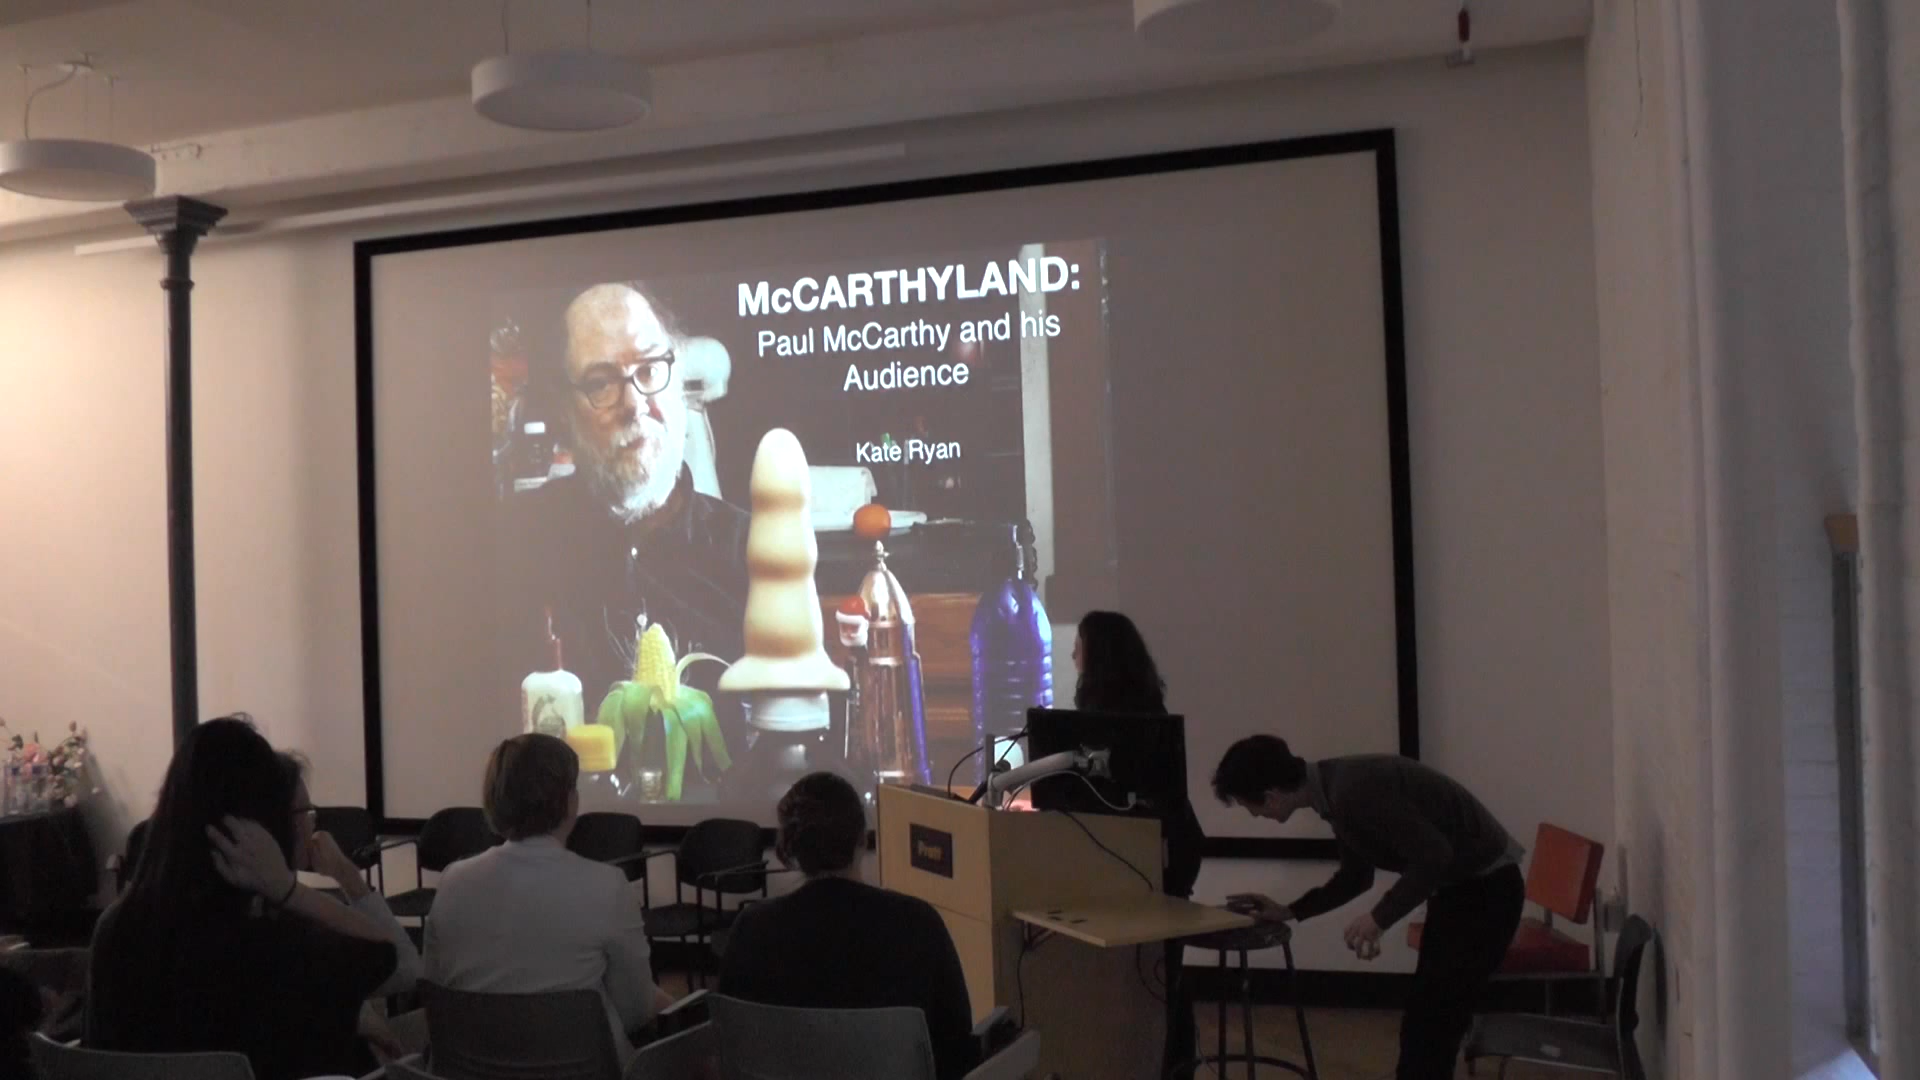 McCARTHYLAND:
Paul McCarthy and his
Audience
Kate Ryan
Pratt